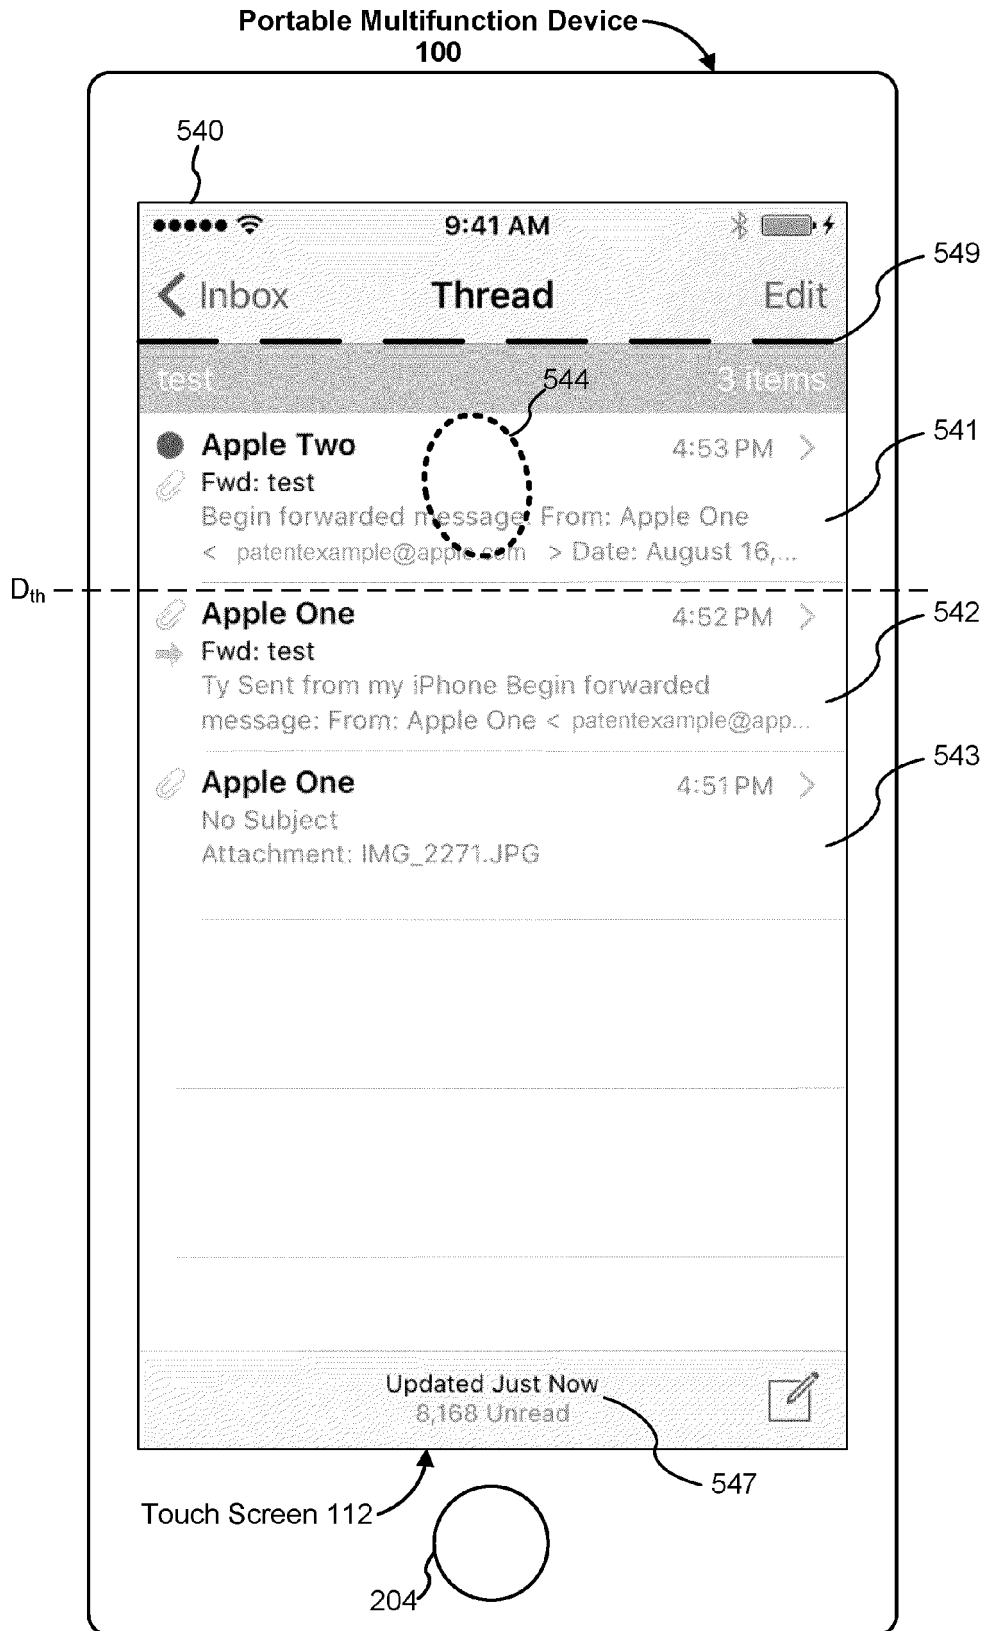 Portable Multifunction Device
100
540
9:41 AM
549
Inbox Thread Edit
test 3 items
544
541
Apple Two 4:53 PM
Fwd: test
Begin forwarded message: From: Apple One
< patentexample@apple.com > Date: August 16,...
Dth
542
Apple One 4:52 PM
Fwd: test
Ty Sent from my iPhone Begin forwarded
message: From: Apple One < patentexample@app...
543
Apple One 4:51 PM
No Subject
Attachment: IMG_2271.JPG
Updated Just Now
8,168 Unread
547
Touch Screen 112
204